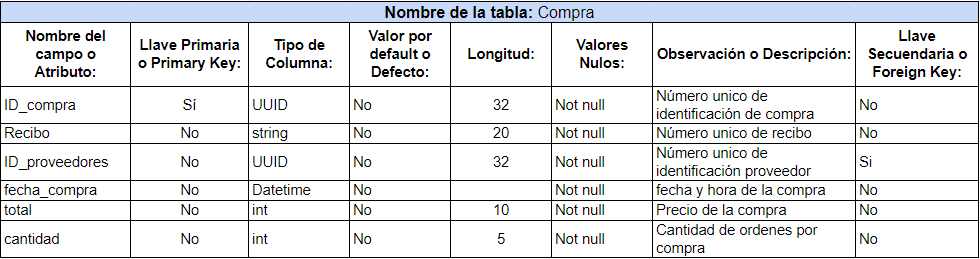 Nombre de la tabla: Compra
Nombre del campo o Atributo: Llave Primaria o Primary Key: Tipo de Columna: Valor por default o Defecto: Longitud: Valores Nulos: Observación o Descripción: Llave Secuendaria o Foreign Key:
ID_compra Sí UUID No 32 Not null Número unico de identificación de compra No
Recibo No string No 20 Not null Número unico de recibo No
ID_proveedores No UUID No 32 Not null Número unico de identificación proveedor Si
fecha_compra No Datetime No Not null fecha y hora de la compra No
total No int No 10 Not null Precio de la compra No
cantidad No int No 5 Not null Cantidad de ordenes por compra No